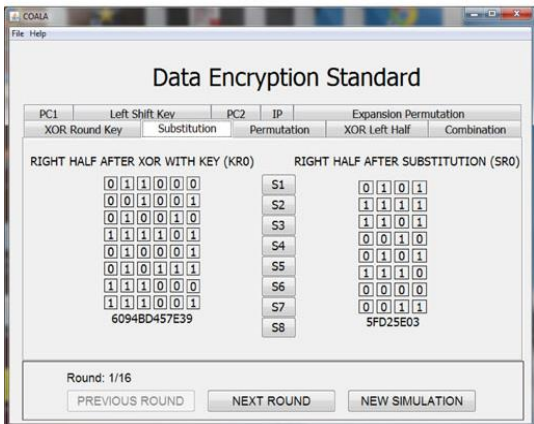 COALA
File Help
Data Encryption Standard
PC1 Left Shift Key PC2 IP Expansion Permutation
XOR Round Key Substitution Permutation XOR Left Half Combination
RIGHT HALF AFTER XOR WITH KEY (KR0) RIGHT HALF AFTER SUBSTITUTION (SR0)
0 1 1 0 0 0 S1 0 1 0 1
0 0 1 0 0 1 S2 1 1 1 1
0 1 0 0 1 0 S3 1 1 0 1
1 1 1 1 0 1 S4 0 0 1 0
0 1 0 0 0 1 S5 0 1 0 1
0 1 0 1 1 1 S6 1 1 1 0
1 1 1 0 0 0 S7 0 0 0 0
1 1 1 0 0 1 S8 0 0 1 1
6094BD457E39 5FD25E03
Round: 1/16
PREVIOUS ROUND NEXT ROUND NEW SIMULATION